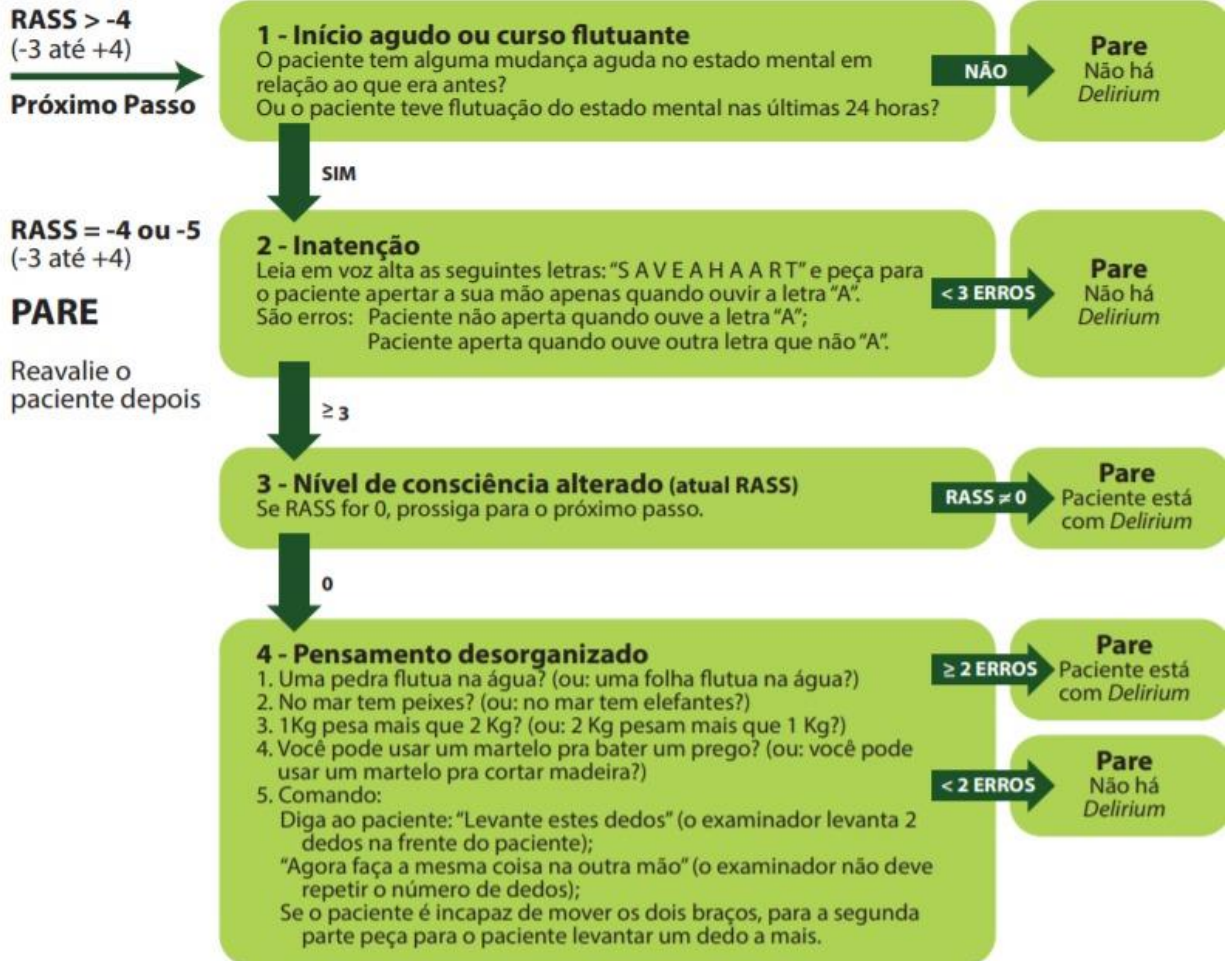 RASS > -4
(-3 até +4)
Próximo Passo
1 - Início agudo ou curso flutuante
O paciente tem alguma mudança aguda no estado mental em
relação ao que era antes?
Ou o paciente teve flutuação do estado mental nas últimas 24 horas?
NÃO
Pare
Não há
Delirium
SIM
RASS = -4 ou -5
(-3 até +4)
PARE
Reavalie o
paciente depois
2 - Inatenção
Leia em voz alta as seguintes letras: “S A V E A H A A R T” e peça para
o paciente apertar a sua mão apenas quando ouvir a letra “A”.
São erros: Paciente não aperta quando ouve a letra “A”;
Paciente aperta quando ouve outra letra que não “A”.
< 3 ERROS
Pare
Não há
Delirium
≥ 3
3 - Nível de consciência alterado (atual RASS)
Se RASS for 0, prossiga para o próximo passo.
RASS ≠ 0
Pare
Paciente está
com Delirium
0
4 - Pensamento desorganizado
1. Uma pedra flutua na água? (ou: uma folha flutua na água?)
2. No mar tem peixes? (ou: no mar tem elefantes?)
3. 1Kg pesa mais que 2 Kg? (ou: 2 Kg pesam mais que 1 Kg?)
4. Você pode usar um martelo pra bater um prego? (ou: você pode
usar um martelo pra cortar madeira?)
5. Comando:
Diga ao paciente: “Levante estes dedos” (o examinador levanta 2
dedos na frente do paciente);
“Agora faça a mesma coisa na outra mão” (o examinador não deve
repetir o número de dedos);
Se o paciente é incapaz de mover os dois braços, para a segunda
parte peça para o paciente levantar um dedo a mais.
≥ 2 ERROS
Pare
Paciente está
com Delirium
< 2 ERROS
Pare
Não há
Delirium